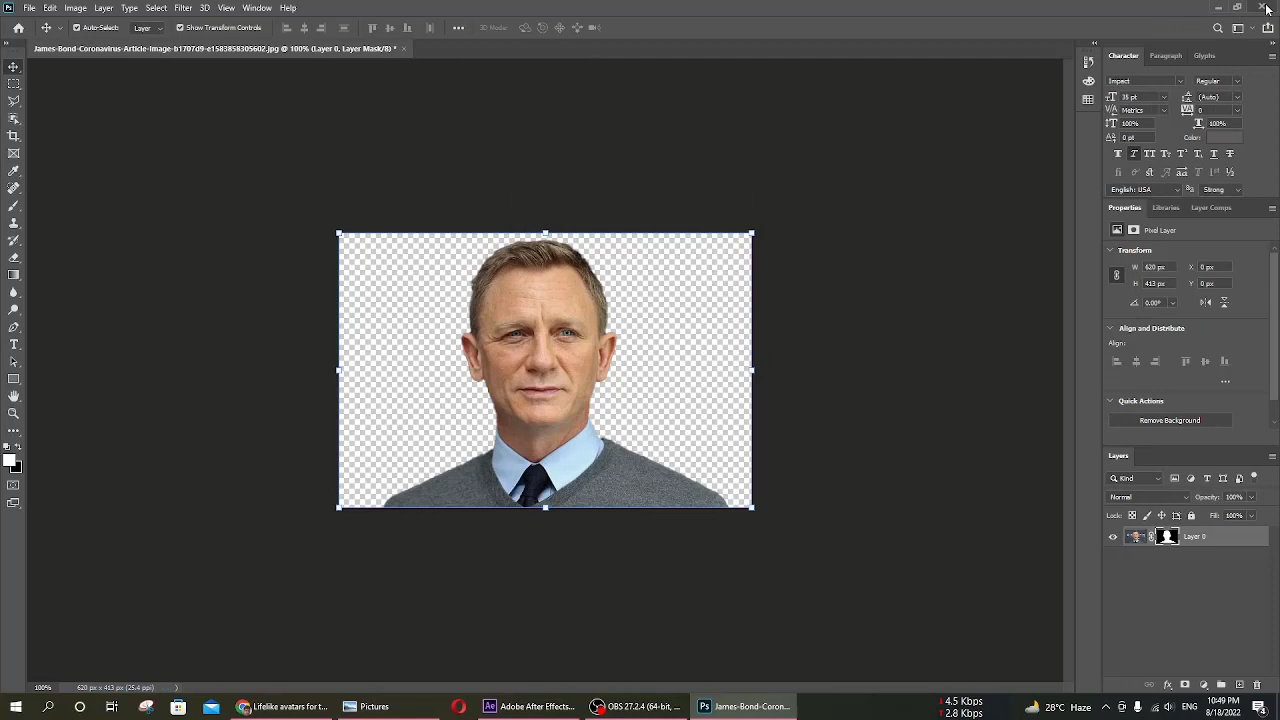 Ps File Edit Image Layer Type Select Filter 3D View Window Help
Auto-Select: Layer Show Transform Controls 3D Mode:
James-Bond-Coronavirus-Article-Image-b1707d9-e1583858305602.jpg @ 100% (Layer 0, Layer Mask/8) *
Character Paragraph Glyphs
Impact Regular
35 pt (Auto)
Metrics 0
100% 100%
0 pt Color:
English: USA Strong
Properties Libraries Layer Comps
Pixel Layer
Transform
W 620 px X 0 px
H 413 px Y 0 px
0.00°
Align and Distribute
Align:
Quick Actions
Remove Background
Layers
Kind
Normal Opacity: 100%
Lock: Fill: 100%
Layer 0
100% 620 px x 413 px (25.4 ppi)
Lifelike avatars for t... Pictures Ae Adobe After Effects... OBS 27.2.4 (64-bit, ... Ps James-Bond-Corona...
4.5 Kbps
2.8 Kbps
28°C Haze
10:49 PM
9/18/2022